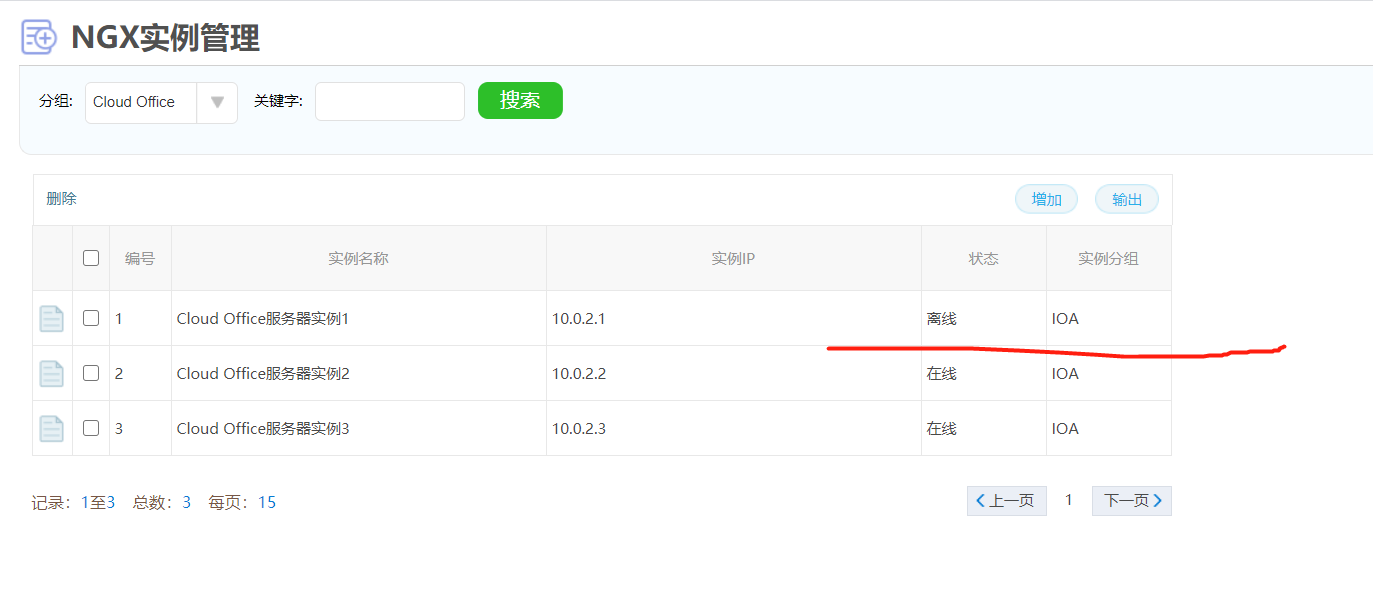 NGX实例管理
分组: Cloud Office 关键字: 搜索
删除 增加 输出
编号 实例名称 实例IP 状态 实例分组
1 Cloud Office服务器实例1 10.0.2.1 离线 IOA
2 Cloud Office服务器实例2 10.0.2.2 在线 IOA
3 Cloud Office服务器实例3 10.0.2.3 在线 IOA
记录: 1至3 总数: 3 每页: 15 上一页 1 下一页